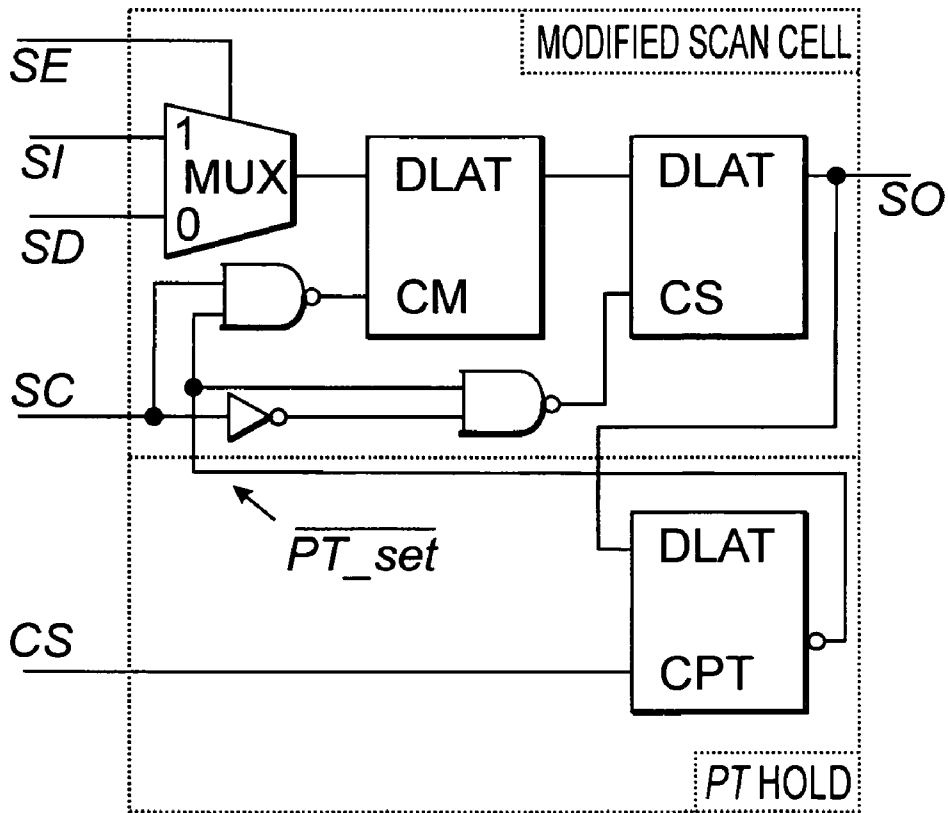 MODIFIED SCAN CELL
SE
SI
1
MUX
0
SD
DLAT
CM
DLAT
CS
SO
SC
PT_set
DLAT
CPT
CS
PT HOLD